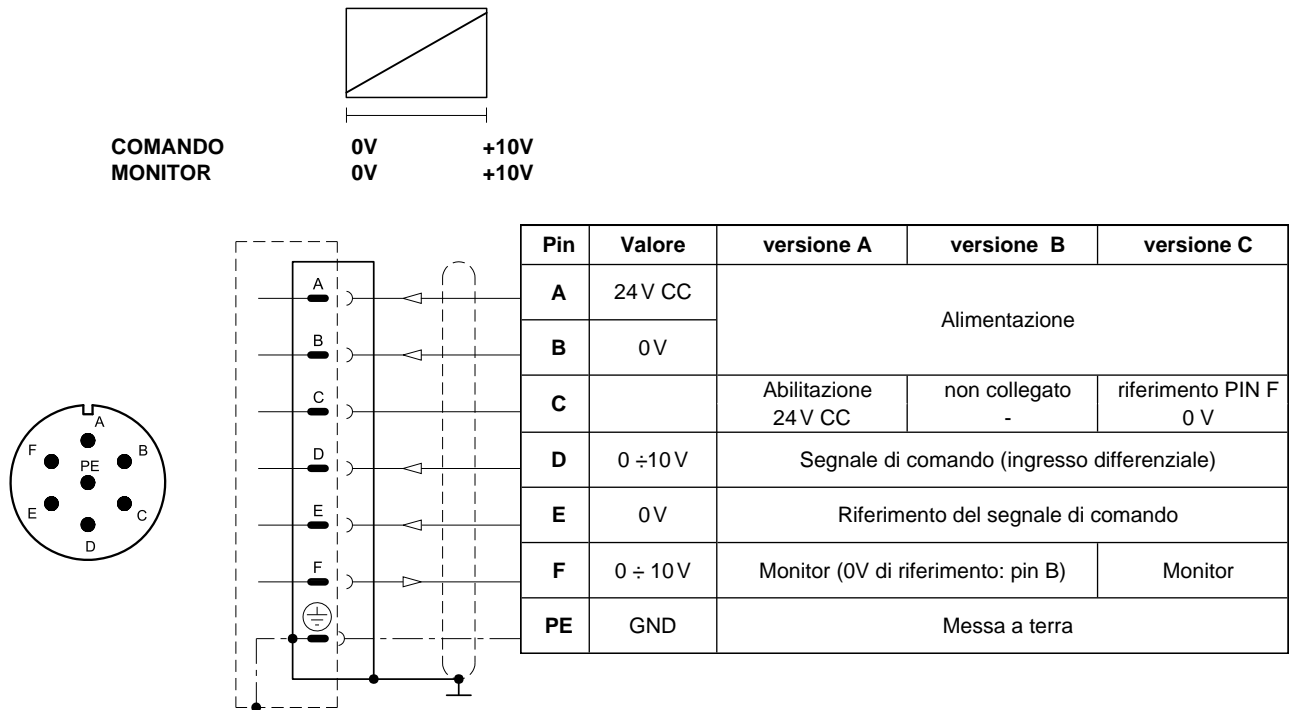 COMANDO 0V +10V
MONITOR 0V +10V
Pin Valore versione A versione B versione C
A 24 V CC Alimentazione
B 0 V
C Abilitazione 24 V CC non collegato - riferimento PIN F 0 V
D 0 ÷10 V Segnale di comando (ingresso differenziale)
E 0 V Riferimento del segnale di comando
F 0 ÷ 10 V Monitor (0V di riferimento: pin B) Monitor
PE GND Messa a terra
A
B
C
D
E
F
A
F
B
PE
E
C
D